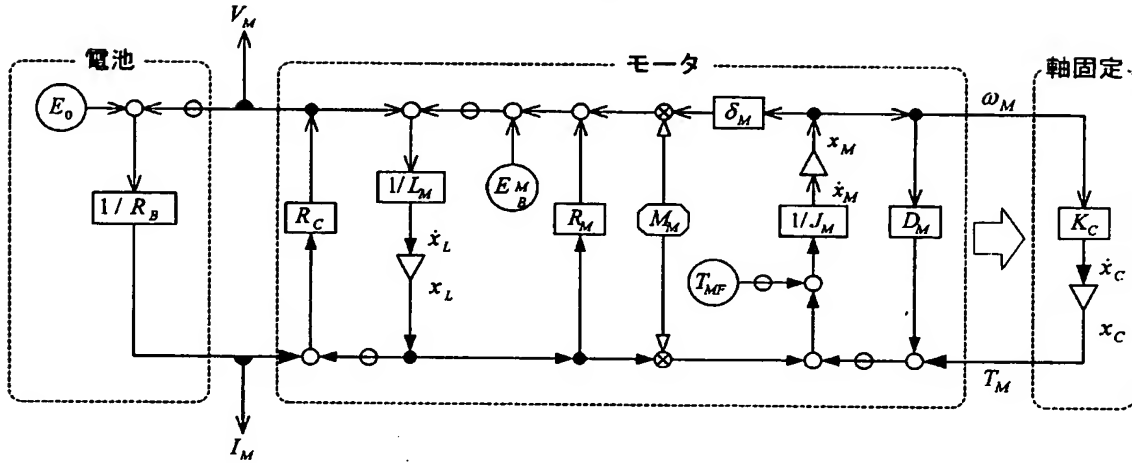 V_M
電池
モータ
軸固定
E_0
δ_M
ω_M
x_M
ẋ_M
1/R_B
R_C
1/L_M
E_B^M
R_M
M_M
1/J_M
D_M
K_C
ẋ_L
x_L
T_MF
ẋ_C
x_C
T_M
I_M